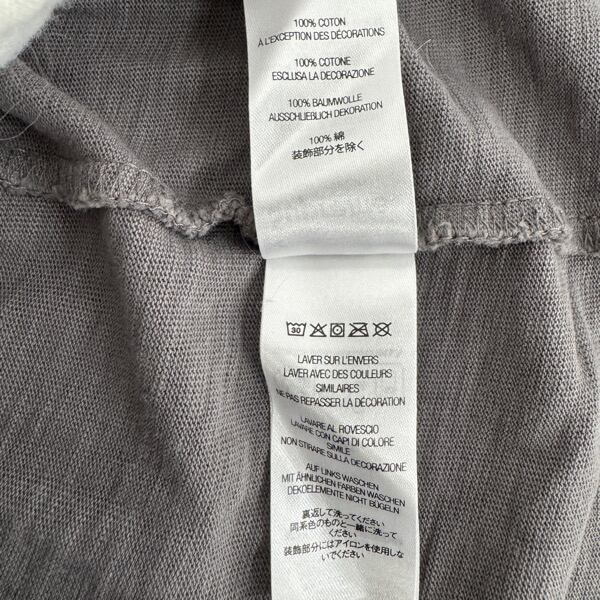 100% COTON
À L'EXCEPTION DES DÉCORATIONS
100% COTONE
ESCLUSA LA DECORAZIONE
100% BAUMWOLLE
AUSSCHLIEBLICH DEKORATION
100% 綿
装飾部分を除く
30
LAVER SUR L'ENVERS
LAVER AVEC DES COULEURS
SIMILAIRES
NE PAS REPASSER LA DÉCORATION
LAVARE AL ROVESCIO
LAVARE CON CAPI DI COLORE
SIMILE
NON STIRARE SULLA DECORAZIONE
AUF LINKS WASCHEN
MIT ÄHNLICHEN FARBEN WASCHEN
DEKOELEMENTE NICHT BÜGELN
裏返して洗ってください
同系色のものと一緒に洗って
ください
装飾部分にはアイロンを使用しな
いでください